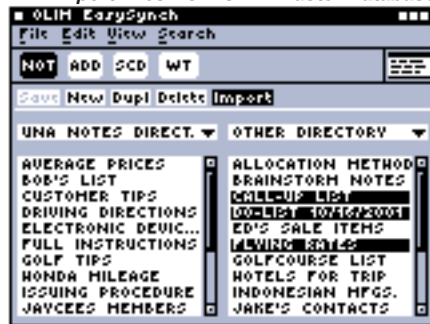 OLIM EasySynch
File Edit View Search
NOT ADD SCD WT
Save New Dupl Delete Import
UNA NOTES DIRECT. OTHER DIRECTORY
AVERAGE PRICES
BOB'S LIST
CUSTOMER TIPS
DRIVING DIRECTIONS
ELECTRONIC DEVIC...
FULL INSTRUCTIONS
GOLF TIPS
HONDA MILEAGE
ISSUING PROCEDURE
JAYCEES MEMBERS
ALLOCATION METHOD
BRAINSTORM NOTES
CALL-UP LIST
DO-LIST 10/16/2001
ED'S SALE ITEMS
FLYING RATES
GOLFCOURSE LIST
HOTELS FOR TRIP
INDONESIAN MFGS.
JAKE'S CONTACTS